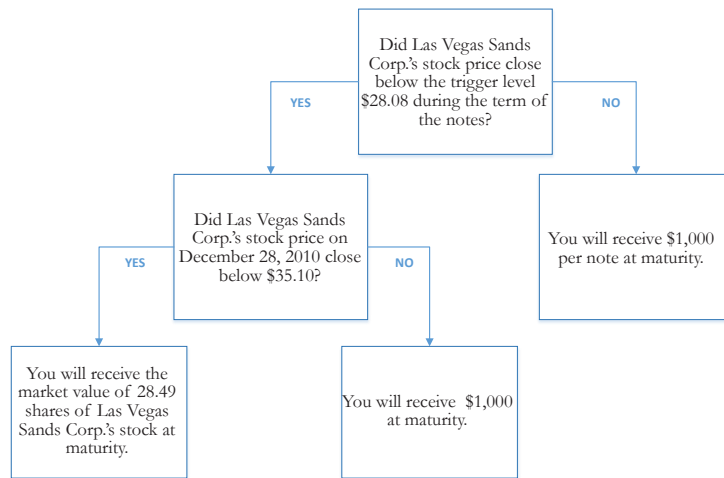 Did Las Vegas Sands
Corp.'s stock price close
below the trigger level
$28.08 during the term of
the notes?
YES
NO
Did Las Vegas Sands
Corp.'s stock price on
December 28, 2010 close
below $35.10?
You will receive $1,000
per note at maturity.
YES
NO
You will receive the
market value of 28.49
shares of Las Vegas
Sands Corp.'s stock at
maturity.
You will receive $1,000
at maturity.